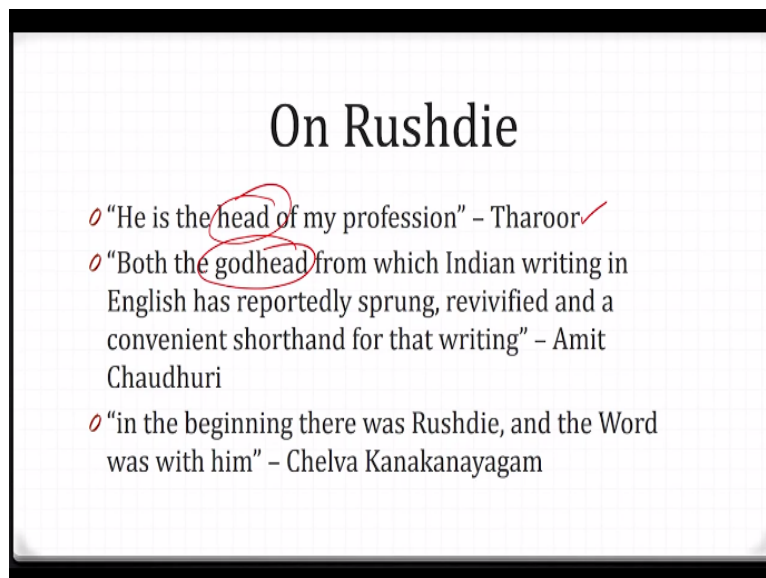 On Rushdie
“He is the head of my profession” – Tharoor
“Both the godhead from which Indian writing in
English has reportedly sprung, revivified and a
convenient shorthand for that writing” – Amit
Chaudhuri
“in the beginning there was Rushdie, and the Word
was with him” – Chelva Kanakanayagam